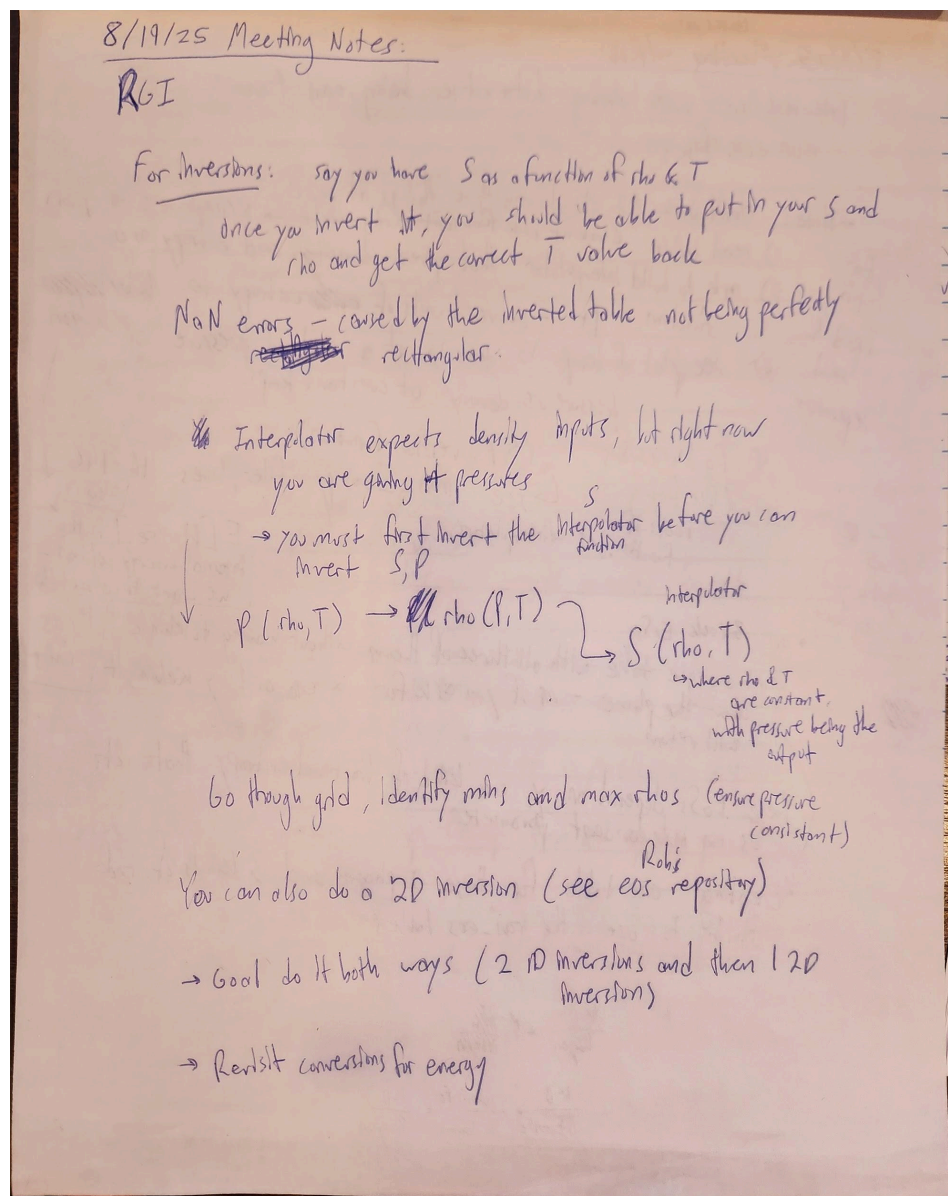 8/19/25 Meeting Notes:
RGI
For inversions: say you have S as a function of rho & T
once you invert it, you should be able to put in your S and
rho and get the correct T value back
NaN errors – caused by the inverted table not being perfectly
rectangular.
Interpolator expects density inputs, but right now
you are giving it pressures
S
→ you must first invert the interpolator before you can
function
invert S,P
interpolator
P (rho, T) → rho (P, T) → S (rho, T)
↳ where rho & T
are constant,
with pressure being the
output
Go though grid, identify mins and max rhos (ensure pressure
consistant)
Rob's
You can also do a 2D inversion (see eos repository)
→ Goal do it both ways (2 1D inversions and then 1 2D
inversion)
→ Revisit conversions for energy